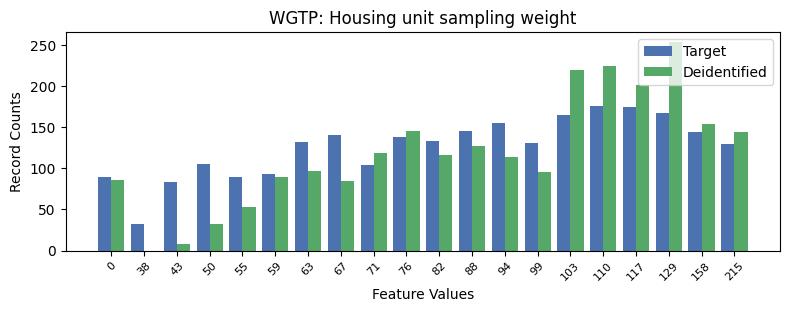 WGTP: Housing unit sampling weight
Record Counts
250
200
150
100
50
0
Target
Deidentified
0 38 43 50 55 59 63 67 71 76 82 88 94 99 103 110 117 129 158 215
Feature Values